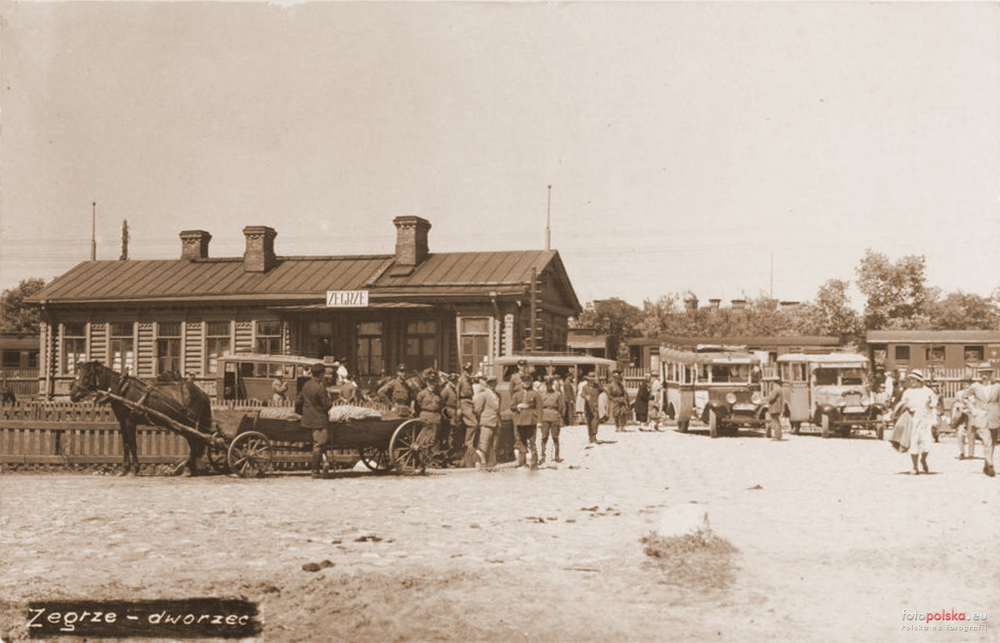 ZEGRZE
Zegrze - dworzec
fotopolska.eu
Polska na fotografii